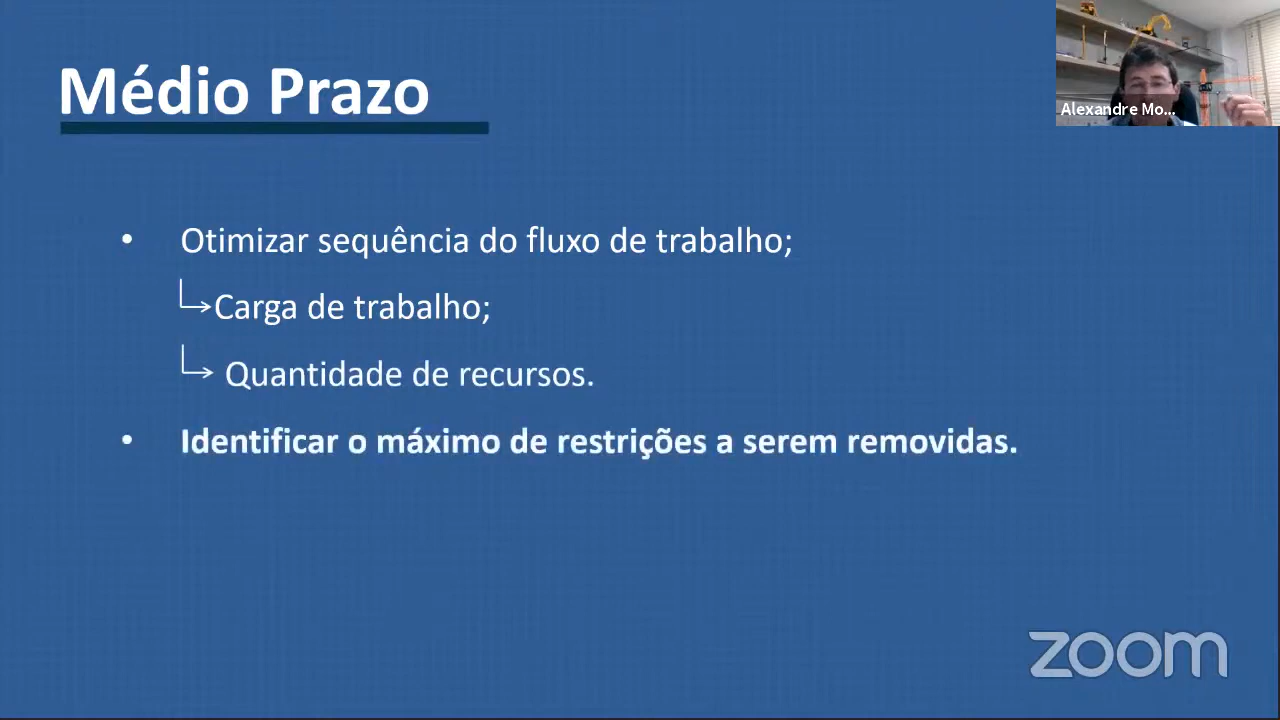 Médio Prazo
Alexandre Mo...
• Otimizar sequência do fluxo de trabalho;
Carga de trabalho;
Quantidade de recursos.
• Identificar o máximo de restrições a serem removidas.
zoom